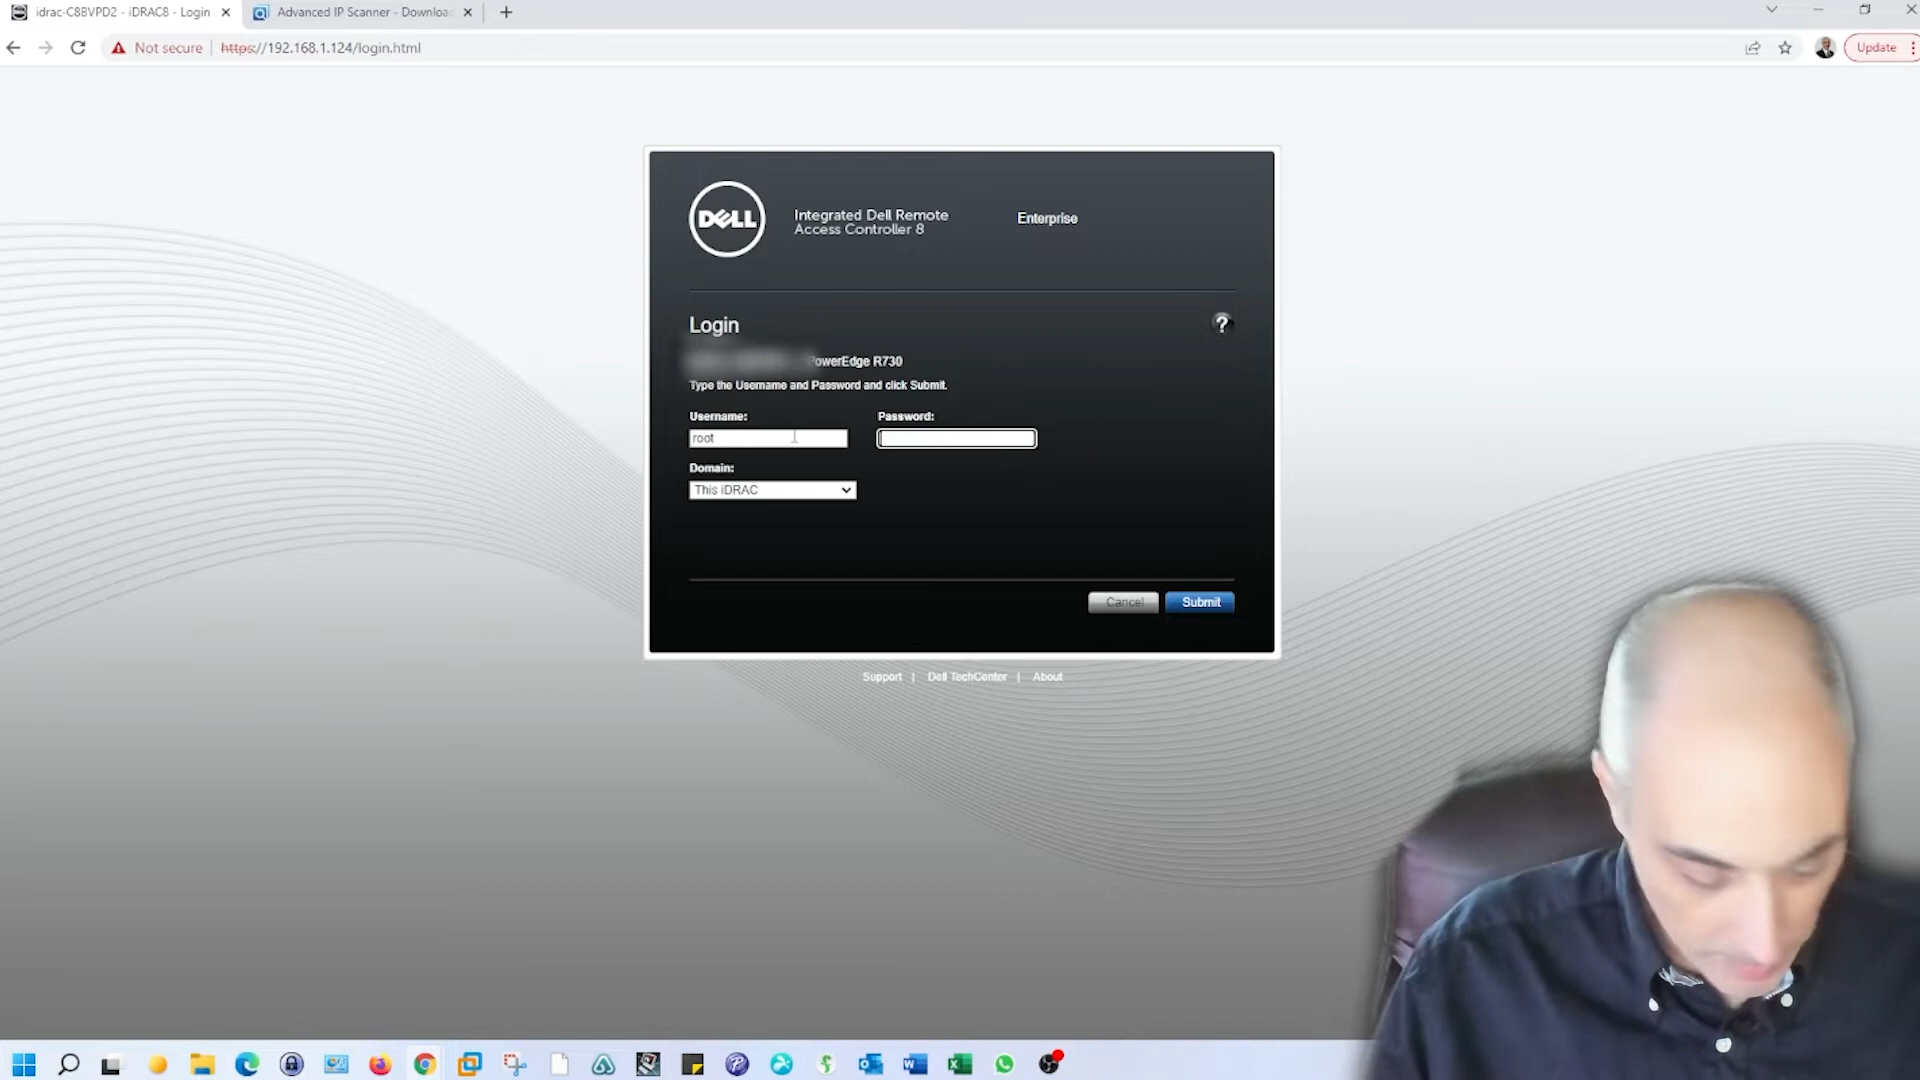 idrac-C8BVPD2 - iDRAC8 - Login
Advanced IP Scanner - Downloa
Not secure
https://192.168.1.124/login.html
Update
DELL
Integrated Dell Remote
Access Controller 8
Enterprise
Login
PowerEdge R730
Type the Username and Password and click Submit.
Username:
Password:
root
Domain:
This iDRAC
Cancel
Submit
Support | Dell TechCenter | About